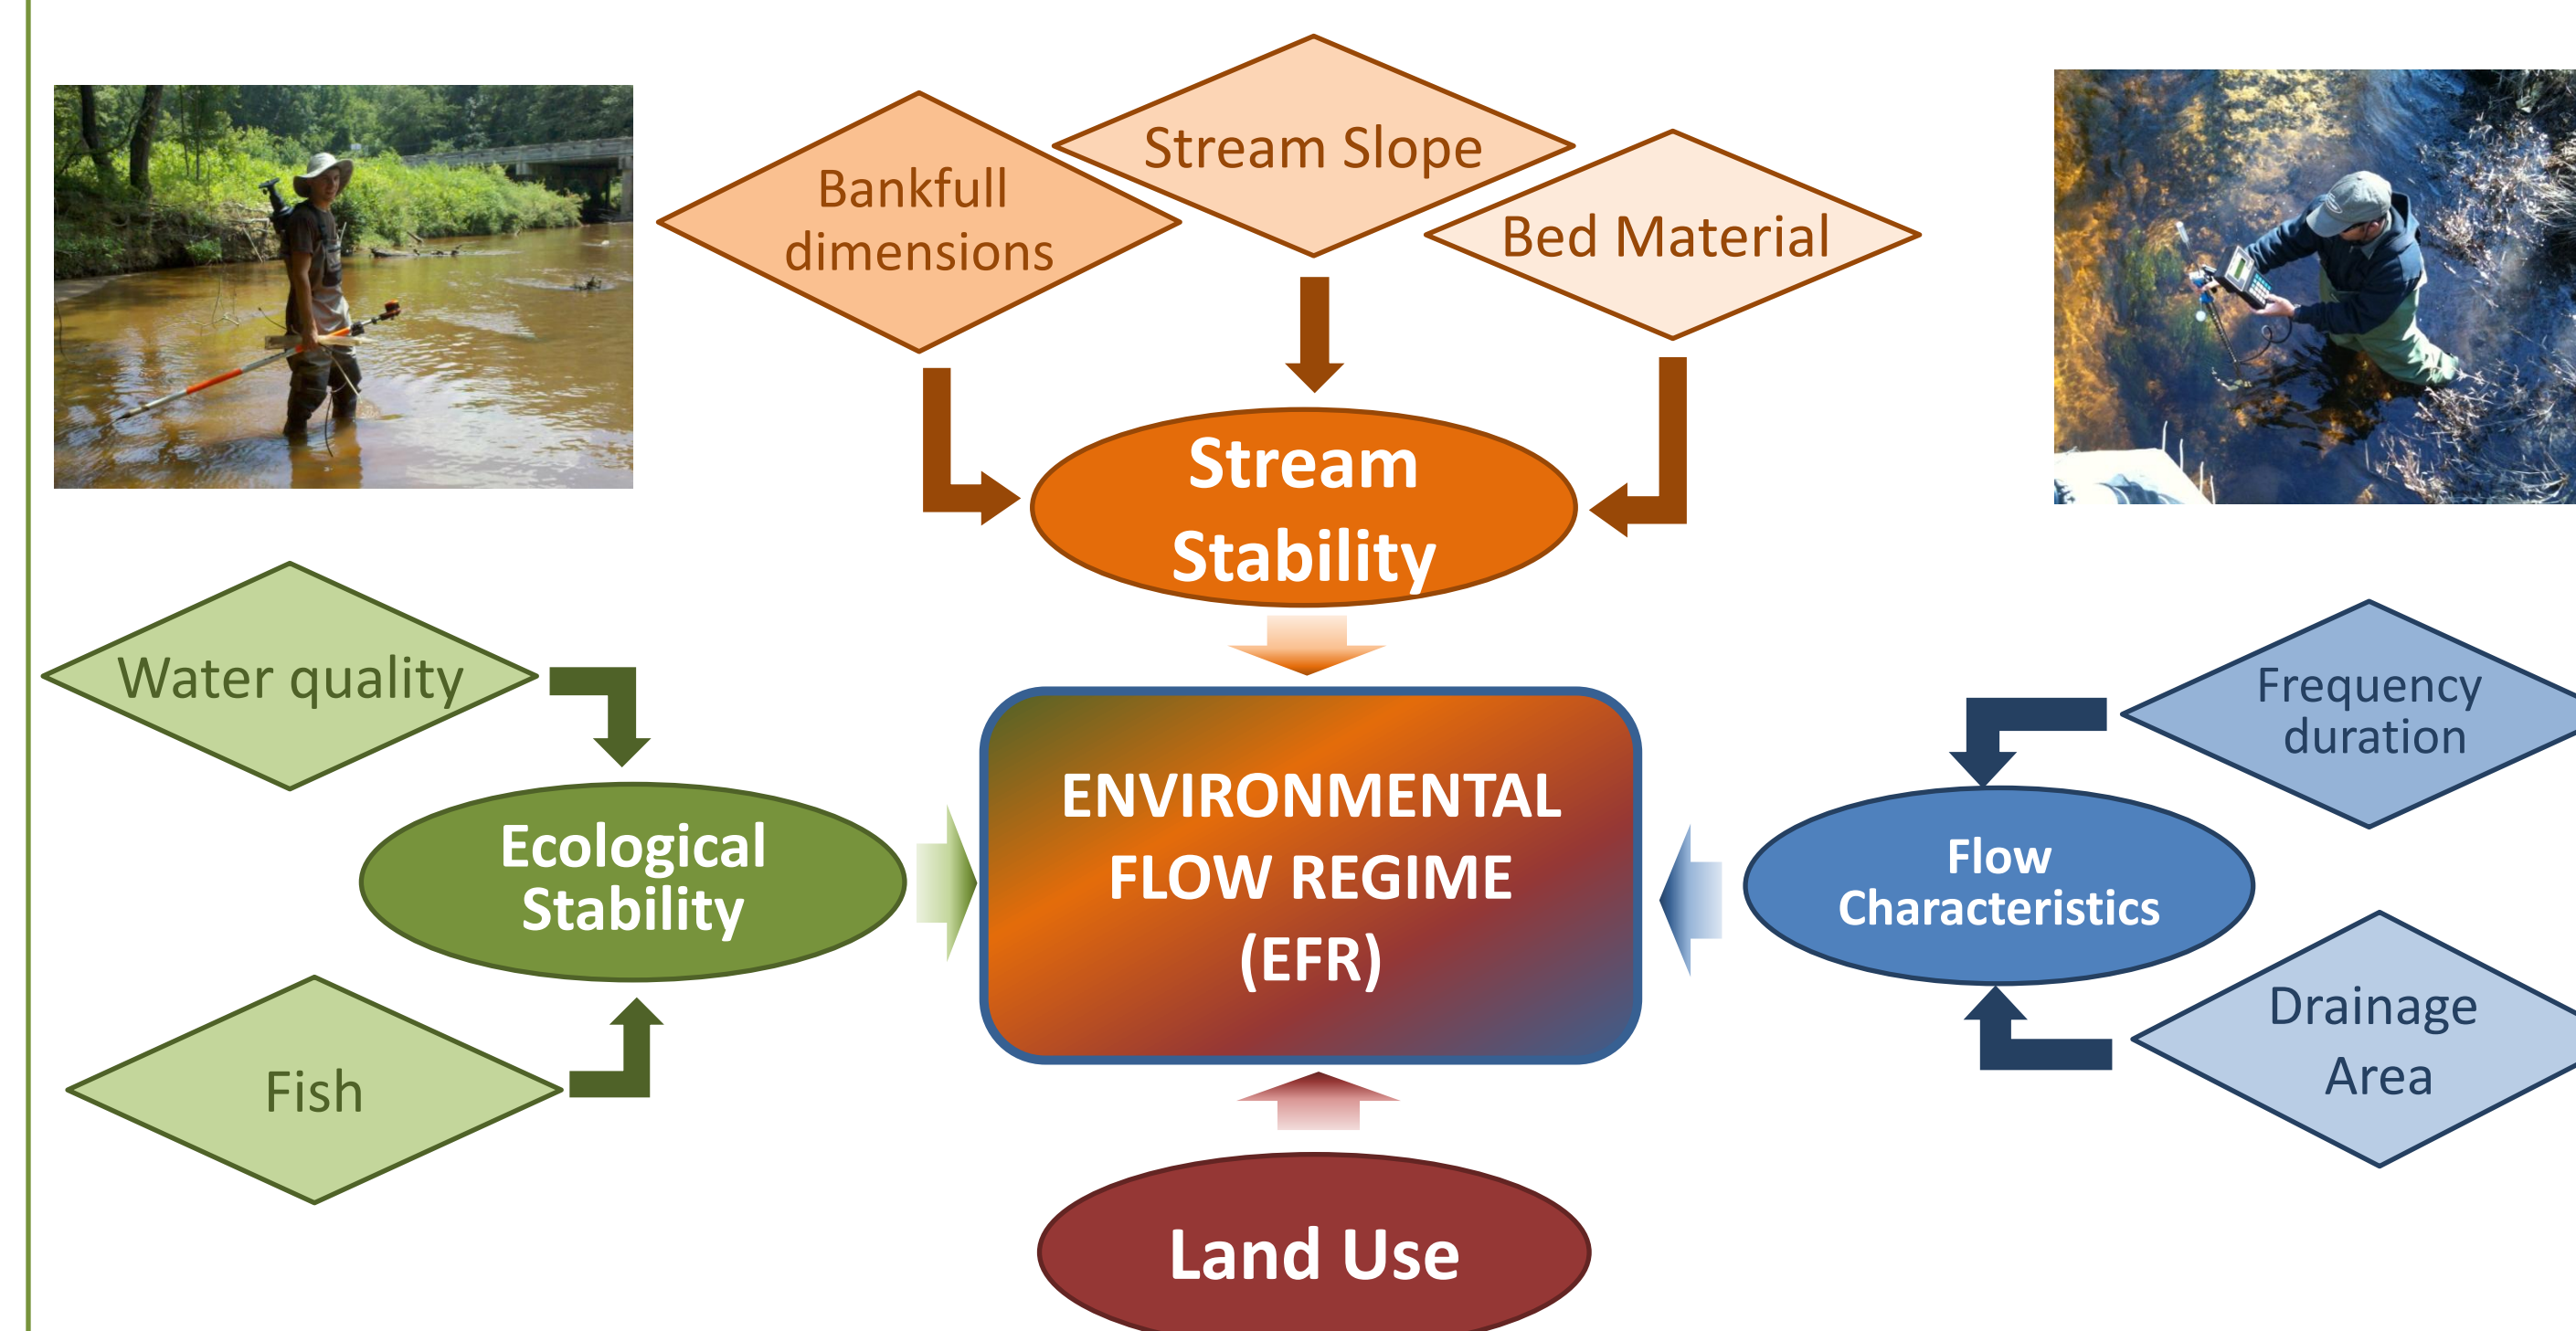 Stream Slope
Bankfull
dimensions
Bed Material
Stream
Stability
Water quality
Frequency
duration
ENVIRONMENTAL
FLOW REGIME
(EFR)
Ecological
Stability
Flow
Characteristics
Fish
Drainage
Area
Land Use